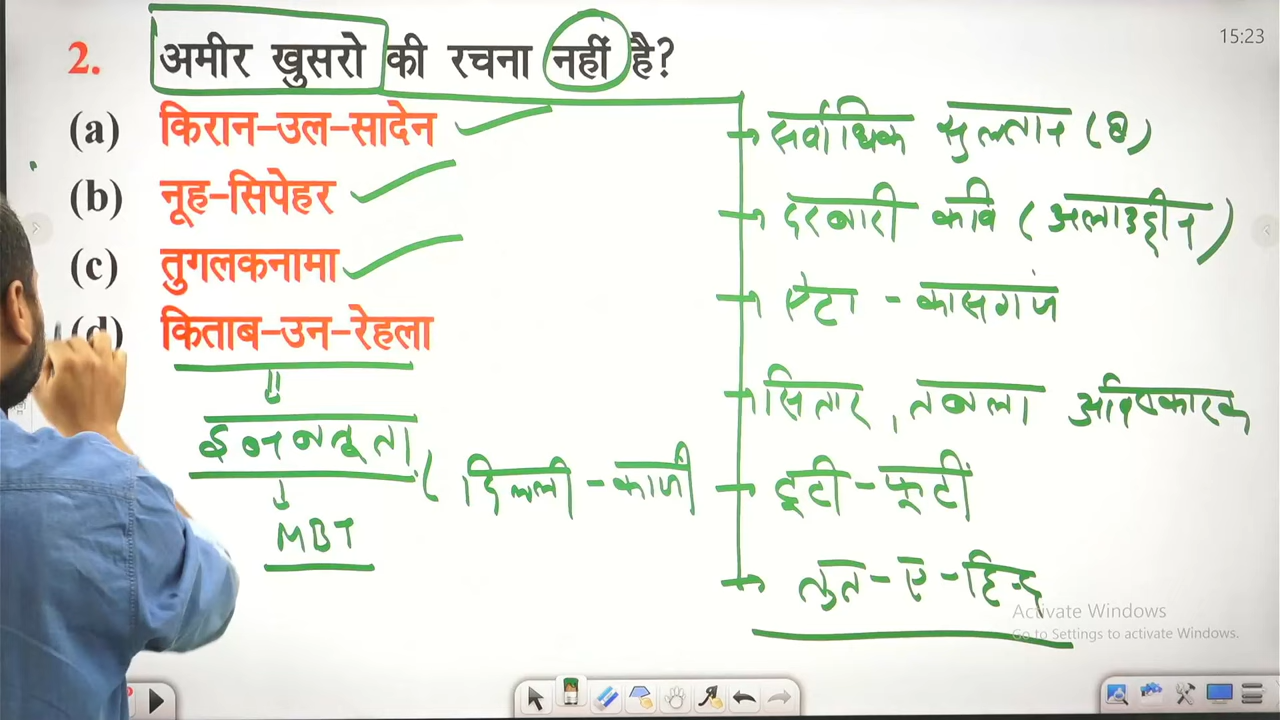 15:23
2. अमीर खुसरो की रचना नहीं है?
(a) किरान-उल-सादेन
(b) नूह-सिपेहर
(c) तुगलकनामा
(d) किताब-उन-रेहला
इब्नबतूता (दिल्ली - काजी
MBT
सर्वाधिक सुल्तान (8)
दरबारी कवि (अलाउद्दीन)
एटा - कासगंज
सितार, तबला अविष्कारक
तुत-ए-हिन्द
Activate Windows
Go to Settings to activate Windows.